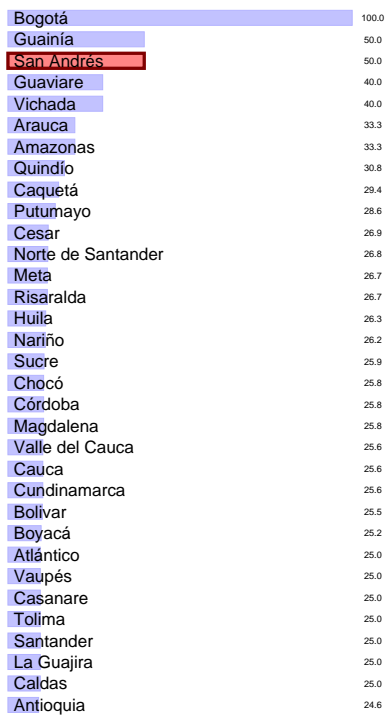 Bogotá 100.0
Guainía 50.0
San Andrés 50.0
Guaviare 40.0
Vichada 40.0
Arauca 33.3
Amazonas 33.3
Quindío 30.8
Caquetá 29.4
Putumayo 28.6
Cesar 26.9
Norte de Santander 26.8
Meta 26.7
Risaralda 26.7
Huila 26.3
Nariño 26.2
Sucre 25.9
Chocó 25.8
Córdoba 25.8
Magdalena 25.8
Valle del Cauca 25.6
Cauca 25.6
Cundinamarca 25.6
Bolivar 25.5
Boyacá 25.2
Atlántico 25.0
Vaupés 25.0
Casanare 25.0
Tolima 25.0
Santander 25.0
La Guajira 25.0
Caldas 25.0
Antioquia 24.6